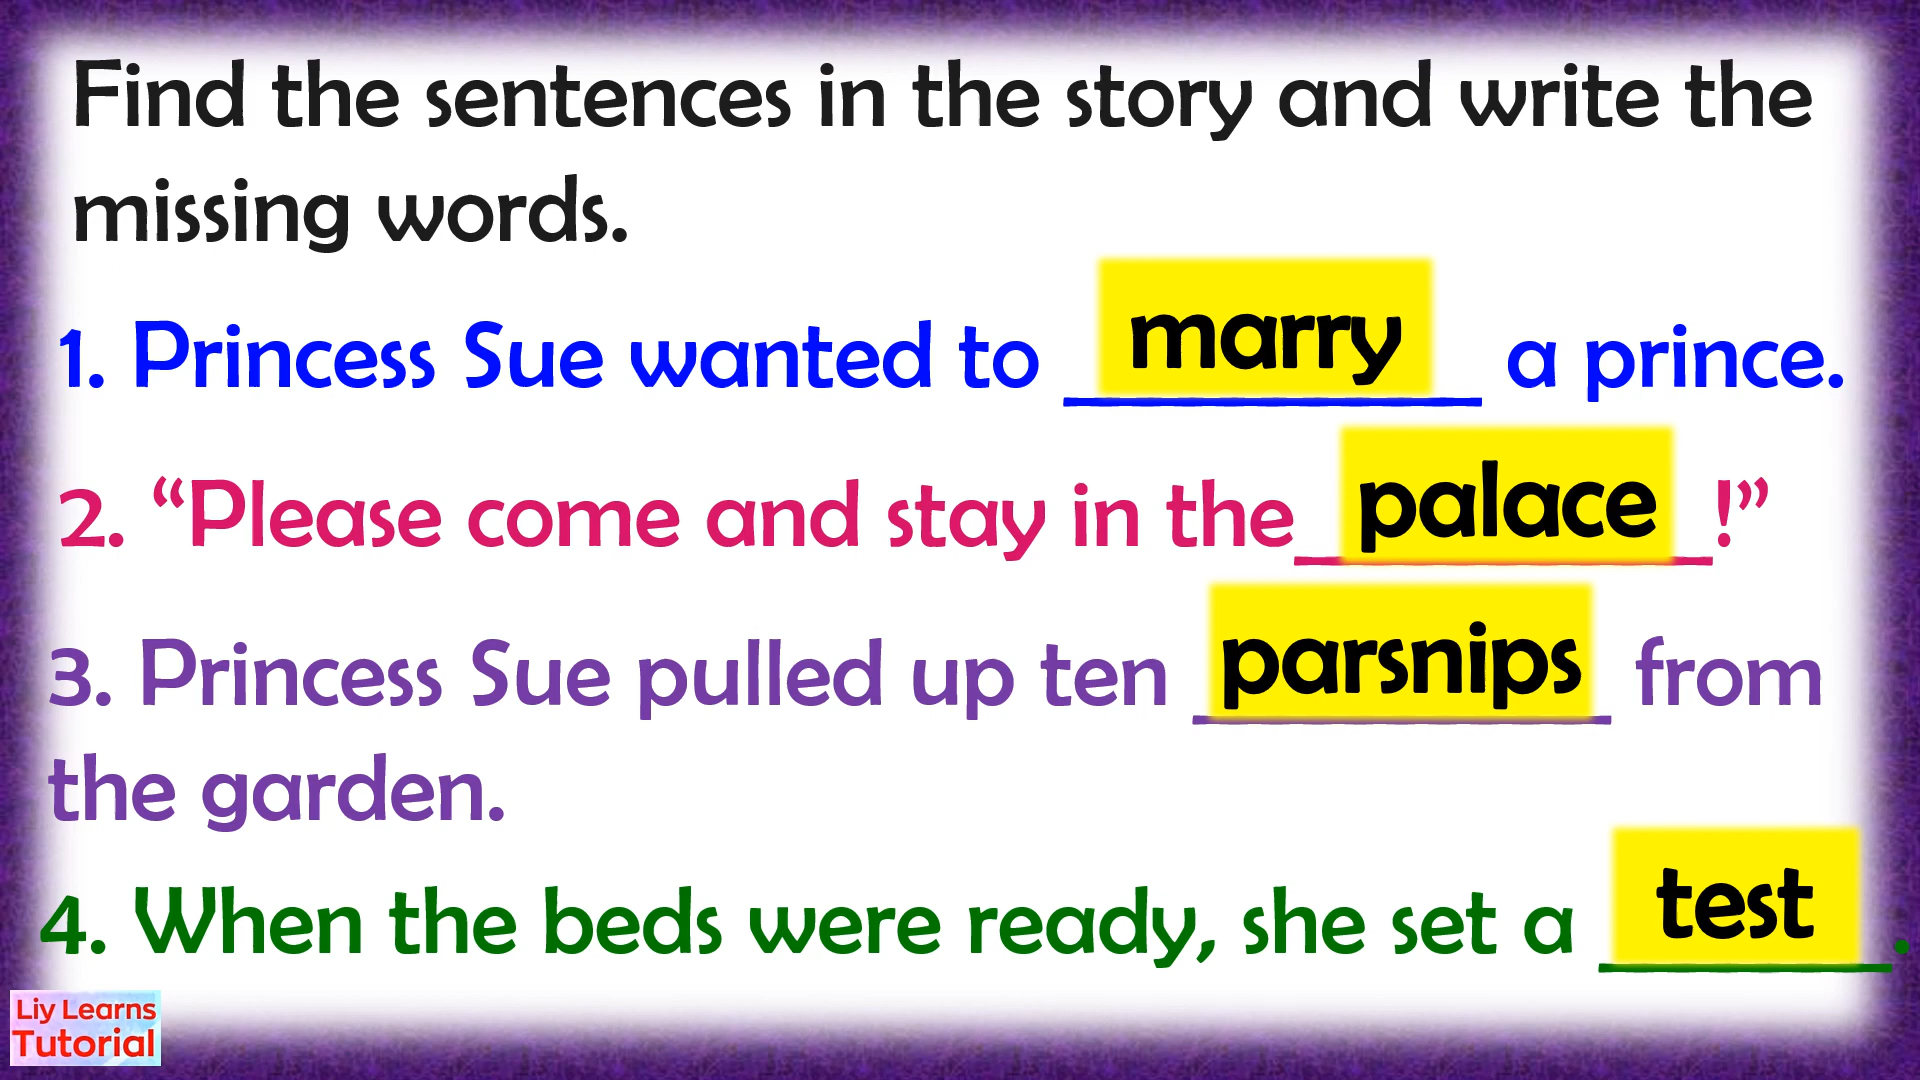 Find the sentences in the story and write the
missing words.
1. Princess Sue wanted to marry a prince.
2. “Please come and stay in the palace!”
3. Princess Sue pulled up ten parsnips from
the garden.
4. When the beds were ready, she set a test.
Liy Learns
Tutorial